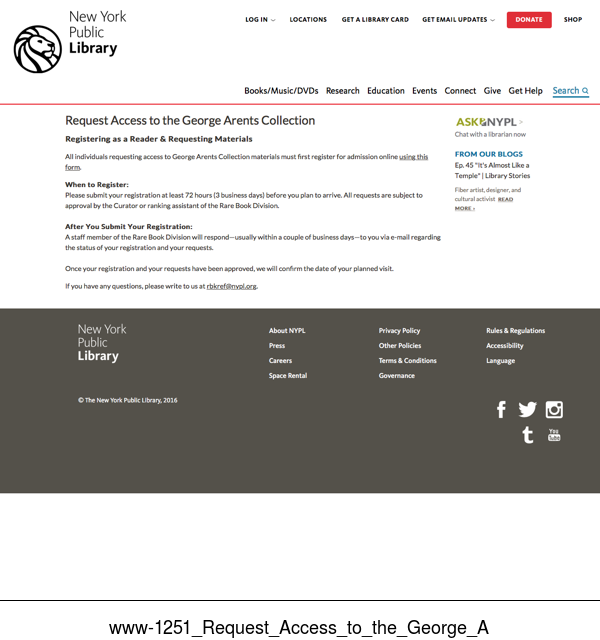 New York
Public
Library
LOG IN
LOCATIONS
GET A LIBRARY CARD
GET EMAIL UPDATES
DONATE
SHOP
Books/Music/DVDs
Research
Education
Events
Connect
Give
Get Help
Search
Request Access to the George Arents Collection
Registering as a Reader & Requesting Materials
All individuals requesting access to George Arents Collection materials must first register for admission online using this
form.
When to Register:
Please submit your registration at least 72 hours (3 business days) before you plan to arrive. All requests are subject to
approval by the Curator or ranking assistant of the Rare Book Division.
After You Submit Your Registration:
A staff member of the Rare Book Division will respond—usually within a couple of business days—to you via e-mail regarding
the status of your registration and your requests.
Once your registration and your requests have been approved, we will confirm the date of your planned visit.
If you have any questions, please write to us at rbkref@nypl.org.
ASK NYPL >
Chat with a librarian now
FROM OUR BLOGS
Ep. 45 "It's Almost Like a
Temple" | Library Stories
Fiber artist, designer, and
cultural activist READ
MORE ›
New York
Public
Library
About NYPL
Press
Careers
Space Rental
Privacy Policy
Other Policies
Terms & Conditions
Governance
Rules & Regulations
Accessibility
Language
© The New York Public Library, 2016
You
Tube
www-1251_Request_Access_to_the_George_A